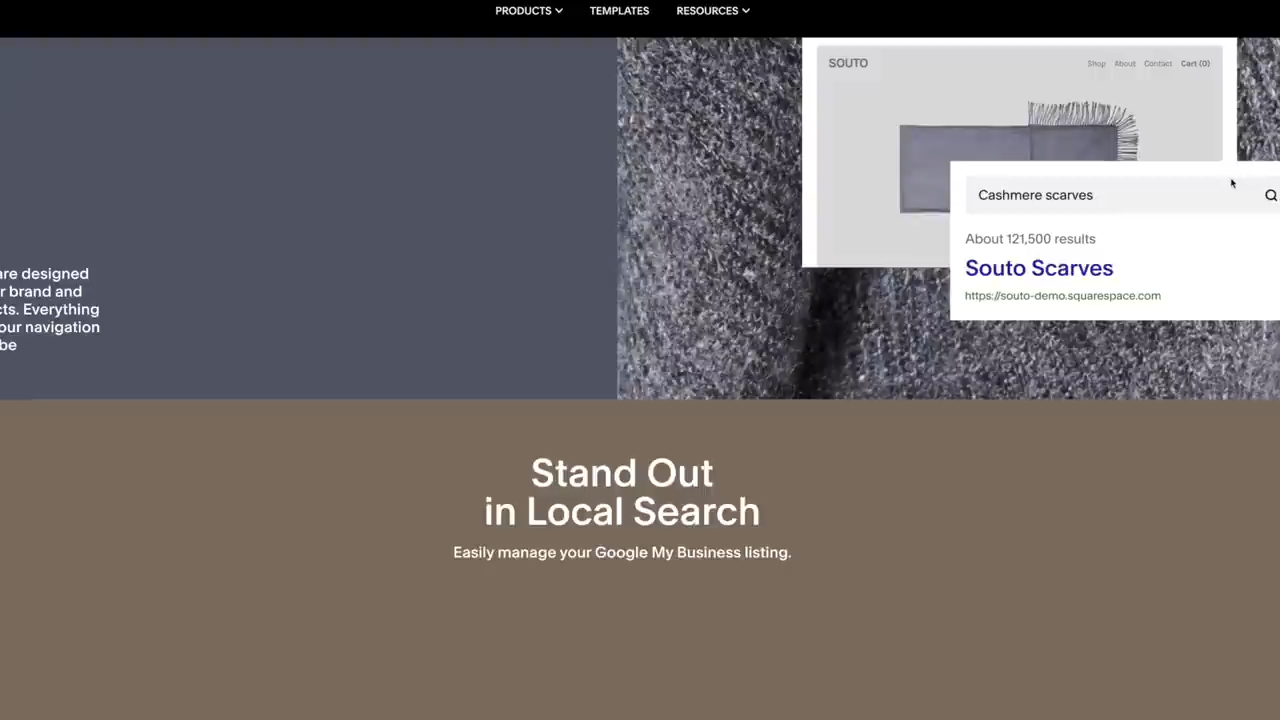 PRODUCTS
TEMPLATES
RESOURCES
SOUTO
Shop
About
Contact
Cart (0)
Cashmere scarves
About 121,500 results
Souto Scarves
https://souto-demo.squarespace.com
are designed
r brand and
cts. Everything
our navigation
be
Stand Out
in Local Search
Easily manage your Google My Business listing.